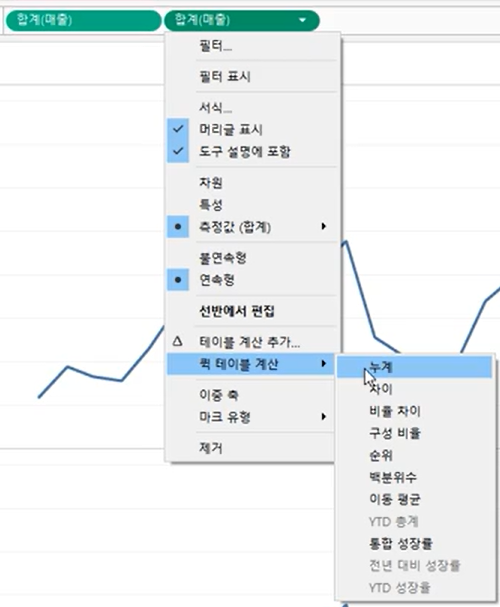 합계(매출)
합계(매출)
필터...
필터 표시
서식...
머리글 표시
도구 설명에 포함
차원
특성
측정값 (합계)
불연속형
연속형
선반에서 편집
테이블 계산 추가...
퀵 테이블 계산
이중 축
마크 유형
제거
누계
차이
비율 차이
구성 비율
순위
백분위수
이동 평균
YTD 총계
통합 성장률
전년 대비 성장률
YTD 성장률